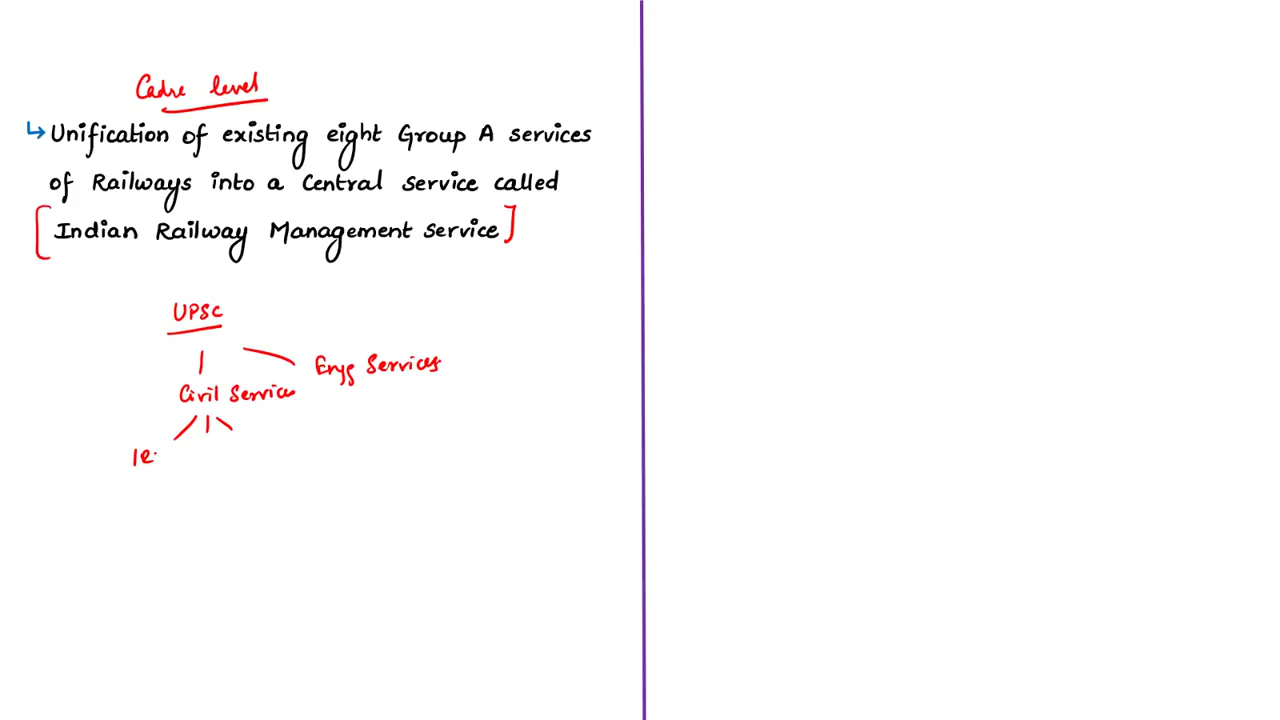 Cadre level
↳ Unification of existing eight Group A services
of Railways into a Central service called
[Indian Railway Management service]
UPSC
Engg Services
Civil Services